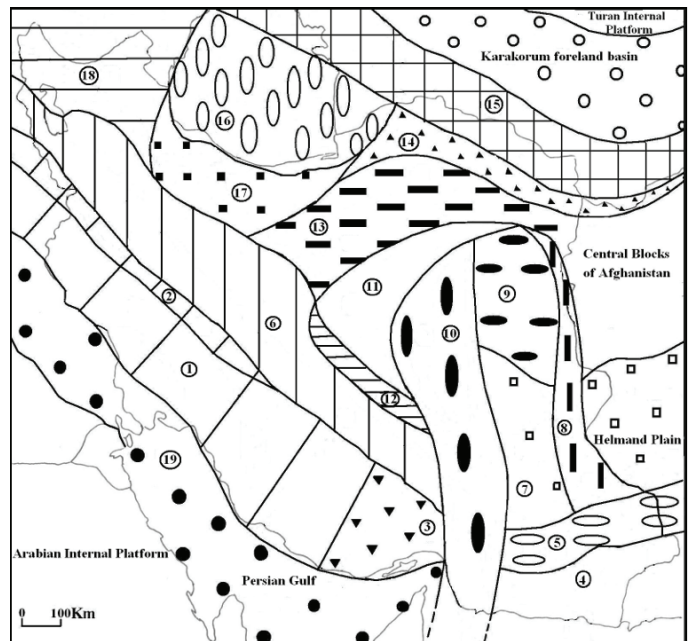 Turan Internal
Platform
Karakorum foreland basin
18
15
16
14
17
13
Central Blocks
of Afghanistan
11
9
2
6
10
1
12
8
Helmand Plain
19
7
3
5
Arabian Internal Platform
Persian Gulf
4
0 100Km